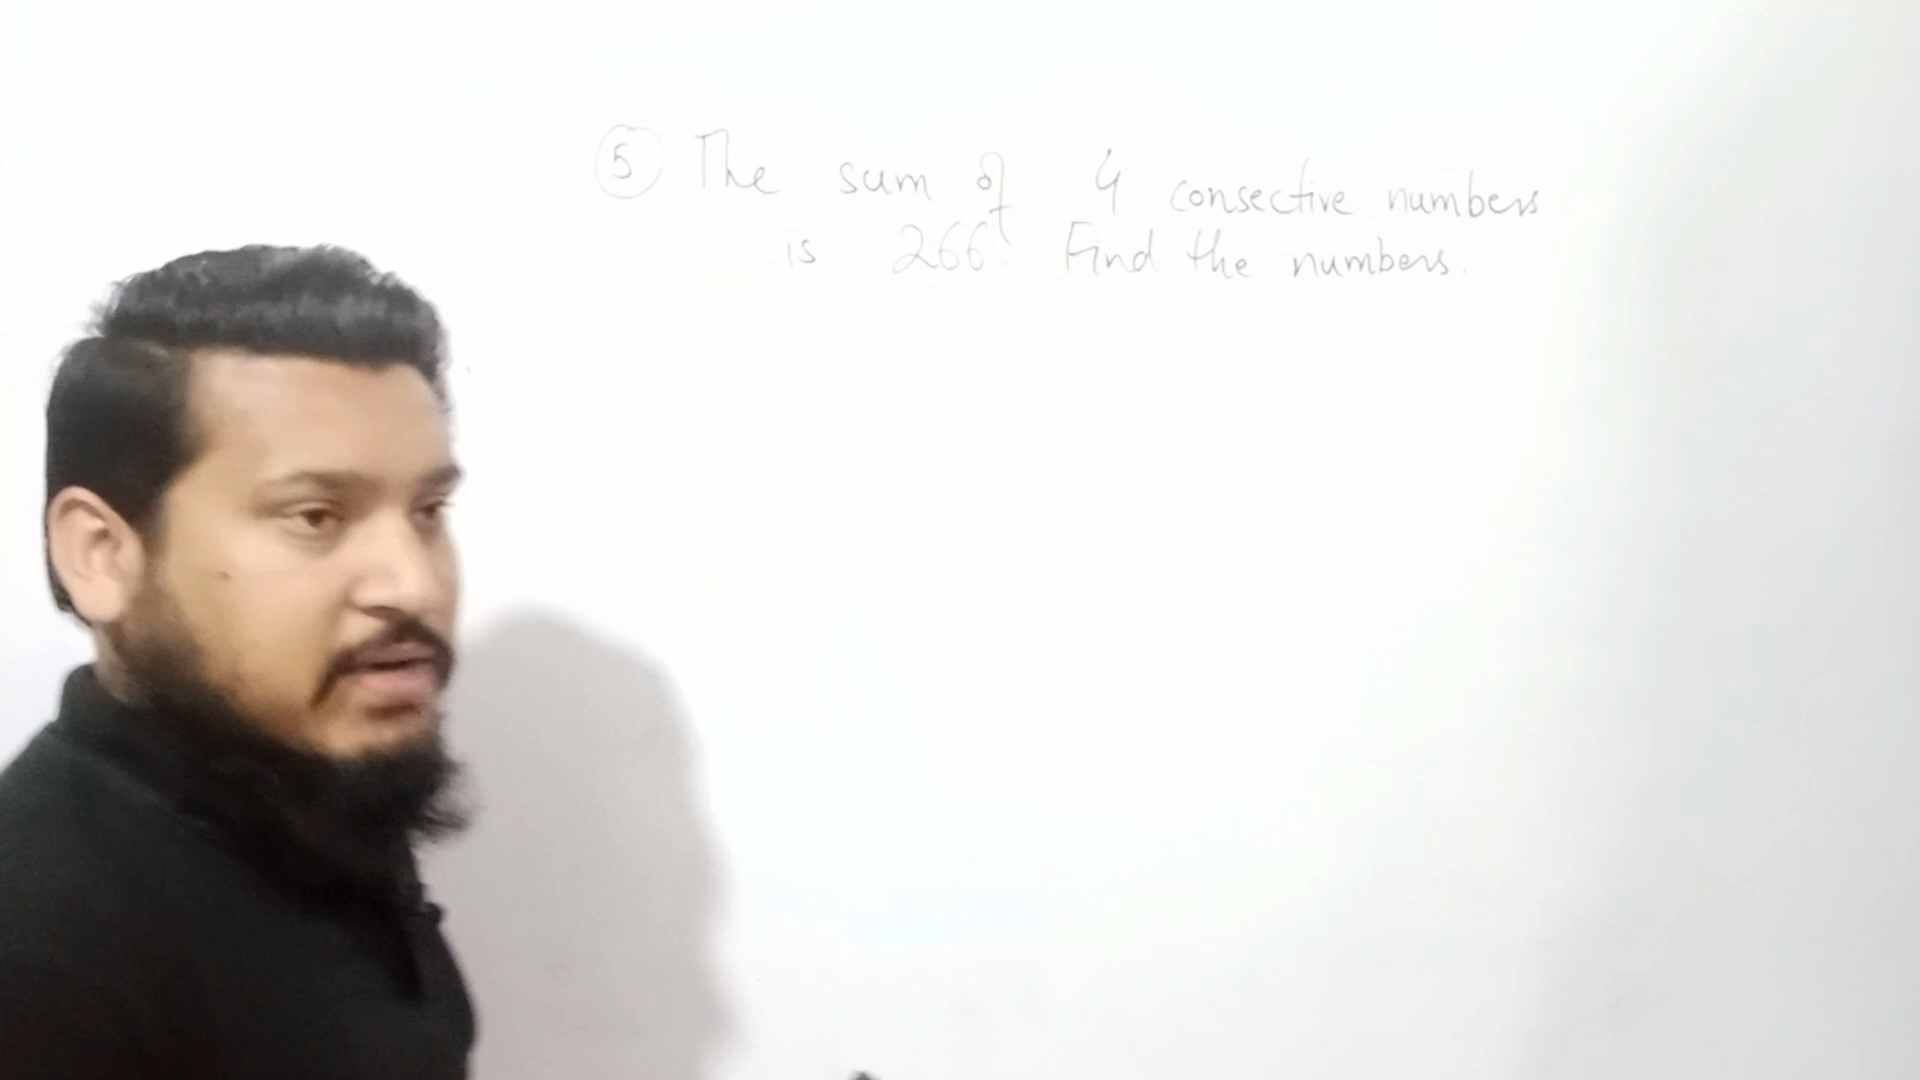 5 The sum of 4 consective numbers
is 266. Find the numbers.